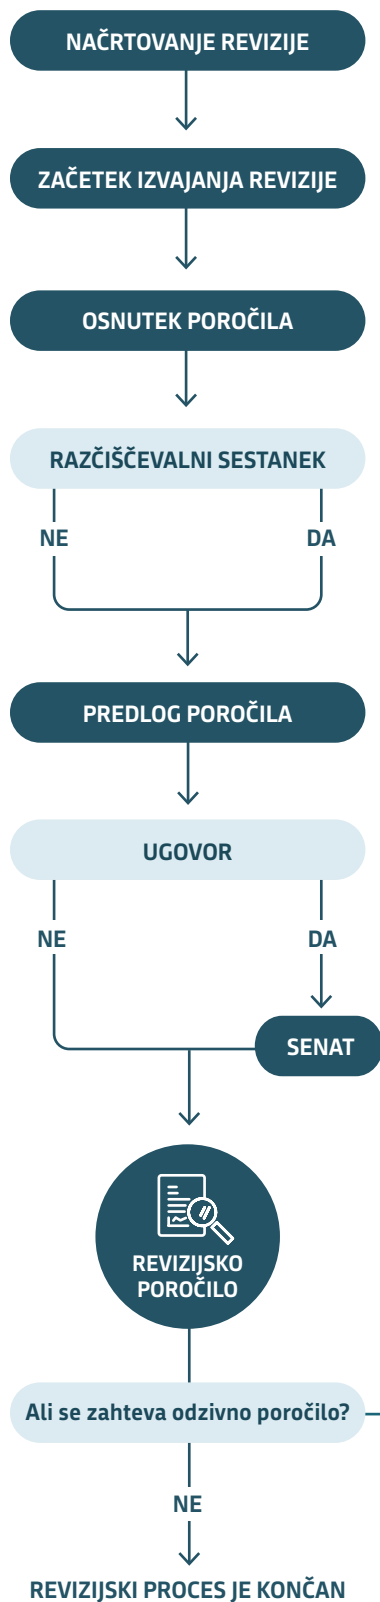 NAČRTOVANJE REVIZIJE
ZAČETEK IZVAJANJA REVIZIJE
OSNUTEK POROČILA
RAZČIŠČEVALNI SESTANEK
NE
DA
PREDLOG POROČILA
UGOVOR
NE
DA
SENAT
REVIZIJSKO
POROČILO
Ali se zahteva odzivno poročilo?
NE
REVIZIJSKI PROCES JE KONČAN